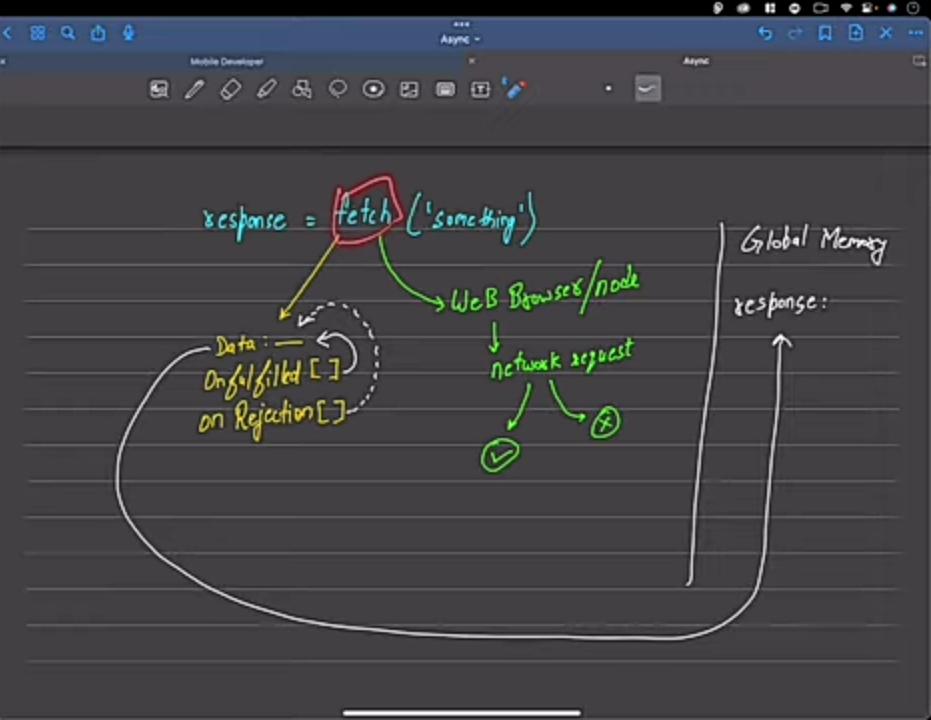 Async
Mobile Developer
Async
response = fetch ('something')
Global Memory
WeB Browser/node
response:
Data: —
network request
Onfulfilled [ ]
on Rejection [ ]